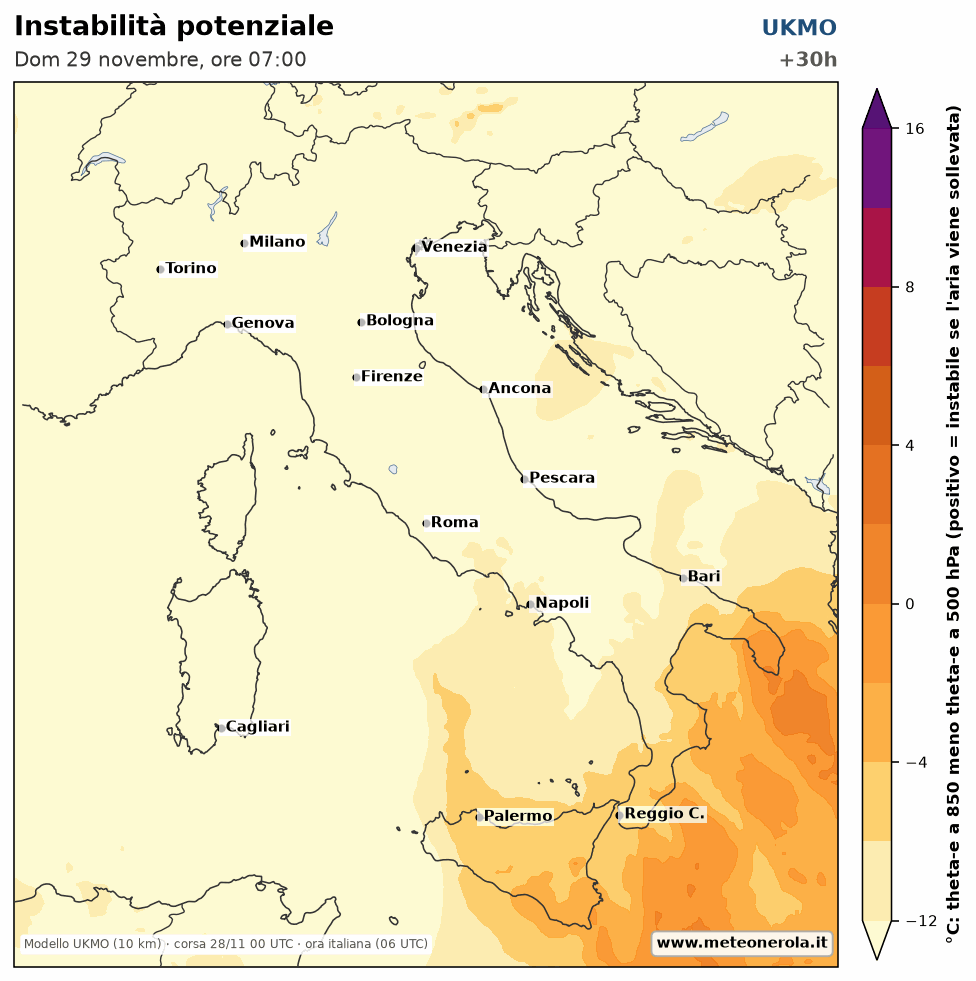 Instabilità potenziale
UKMO
Dom 29 novembre, ore 07:00
+30h
16
8
4
0
−4
−12
°C: theta-e a 850 meno theta-e a 500 hPa (positivo = instabile se l'aria viene sollevata)
Milano
Venezia
Torino
Genova
Bologna
Firenze
Ancona
Pescara
Roma
Bari
Napoli
Cagliari
Palermo
Reggio C.
Modello UKMO (10 km) · corsa 28/11 00 UTC · ora italiana (06 UTC)
www.meteonerola.it